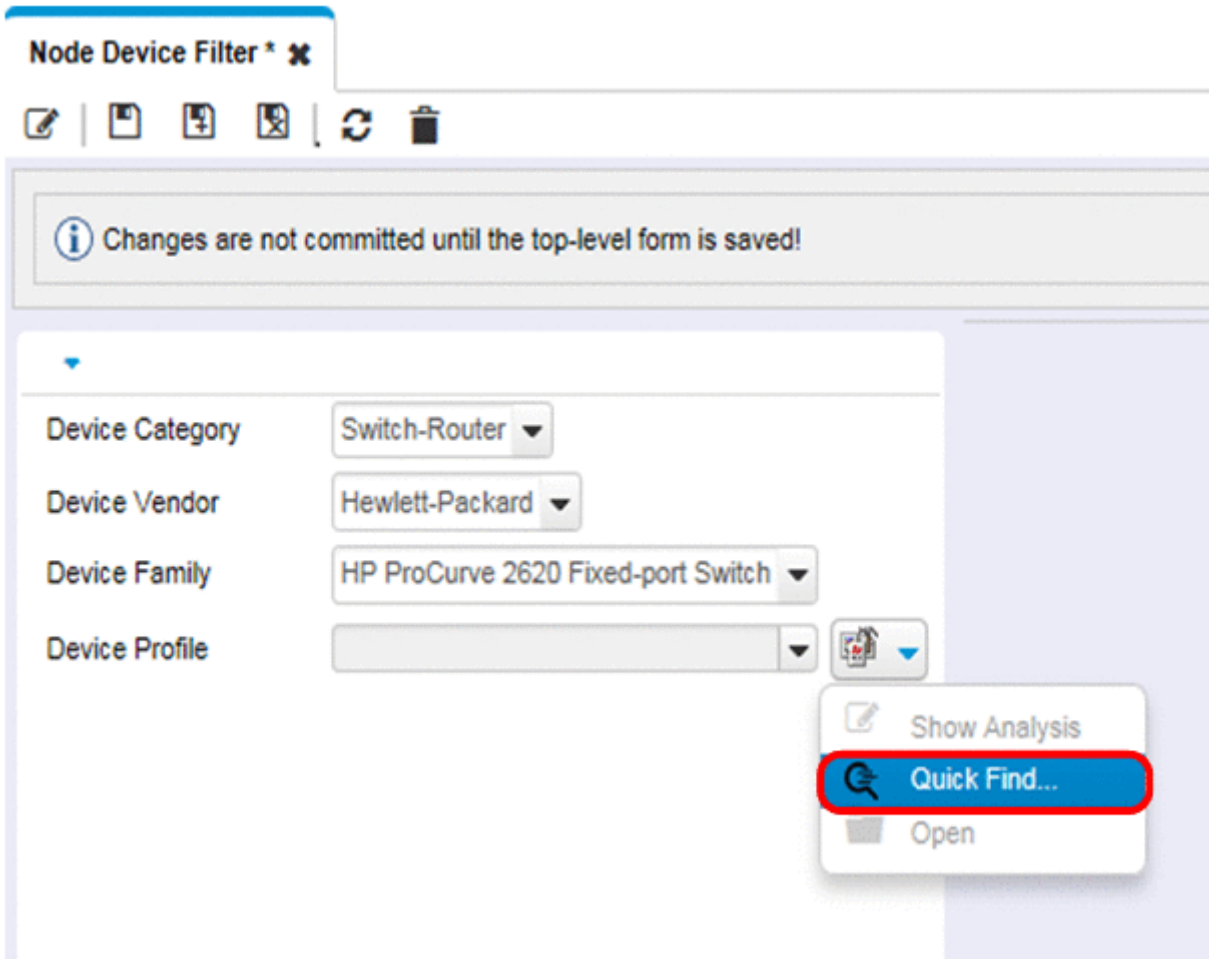 Node Device Filter *
Changes are not committed until the top-level form is saved!
Device Category Switch-Router
Device Vendor Hewlett-Packard
Device Family HP ProCurve 2620 Fixed-port Switch
Device Profile
Show Analysis
Quick Find...
Open